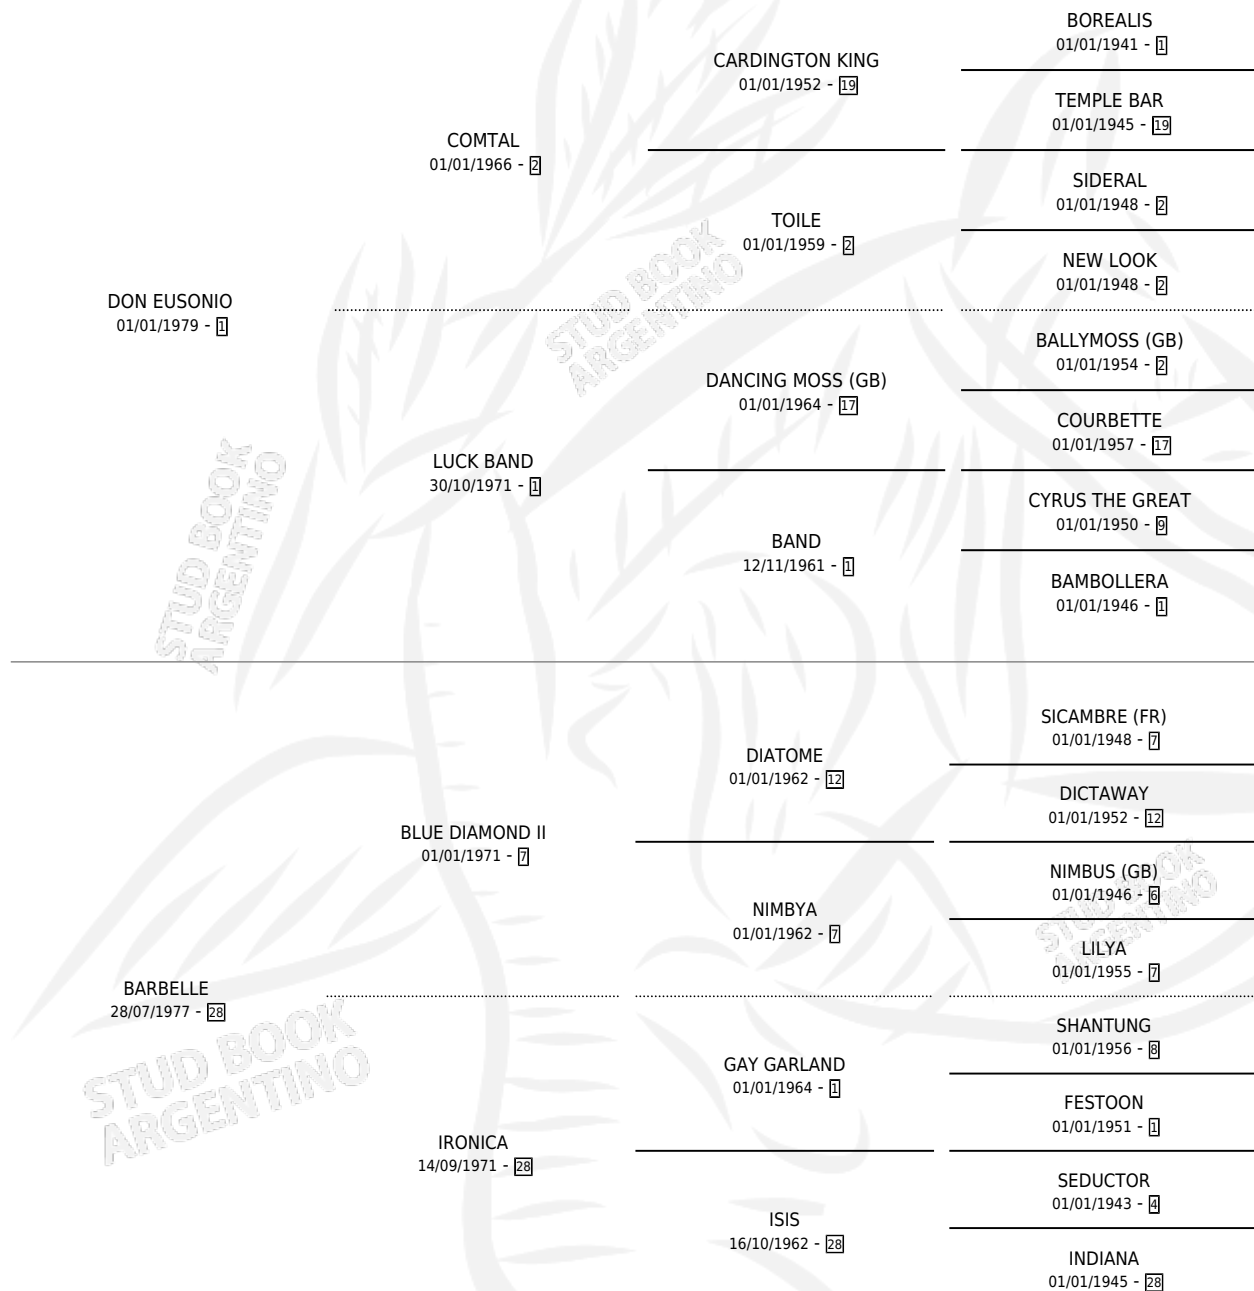 BOREALIS
01/01/1941 - 1
CARDINGTON KING
01/01/1952 - 19
TEMPLE BAR
01/01/1945 - 19
COMTAL
01/01/1966 - 2
SIDERAL
01/01/1948 - 2
TOILE
01/01/1959 - 2
NEW LOOK
01/01/1948 - 2
DON EUSONIO
01/01/1979 - 1
BALLYMOSS (GB)
01/01/1954 - 2
DANCING MOSS (GB)
01/01/1964 - 17
COURBETTE
01/01/1957 - 17
LUCK BAND
30/10/1971 - 1
CYRUS THE GREAT
01/01/1950 - 9
BAND
12/11/1961 - 1
BAMBOLLERA
01/01/1946 - 1
SICAMBRE (FR)
01/01/1948 - 7
DIATOME
01/01/1962 - 12
DICTAWAY
01/01/1952 - 12
BLUE DIAMOND II
01/01/1971 - 7
NIMBUS (GB)
01/01/1946 - 6
NIMBYA
01/01/1962 - 7
LILYA
01/01/1955 - 7
BARBELLE
28/07/1977 - 28
SHANTUNG
01/01/1956 - 8
GAY GARLAND
01/01/1964 - 1
FESTOON
01/01/1951 - 1
IRONICA
14/09/1971 - 28
SEDUCTOR
01/01/1943 - 4
ISIS
16/10/1962 - 28
INDIANA
01/01/1945 - 28
STUD BOOK
ARGENTINO
STUD BOOK
ARGENTINO
STUD BOOK
ARGENTINO
STUD BOOK
ARGENTINO